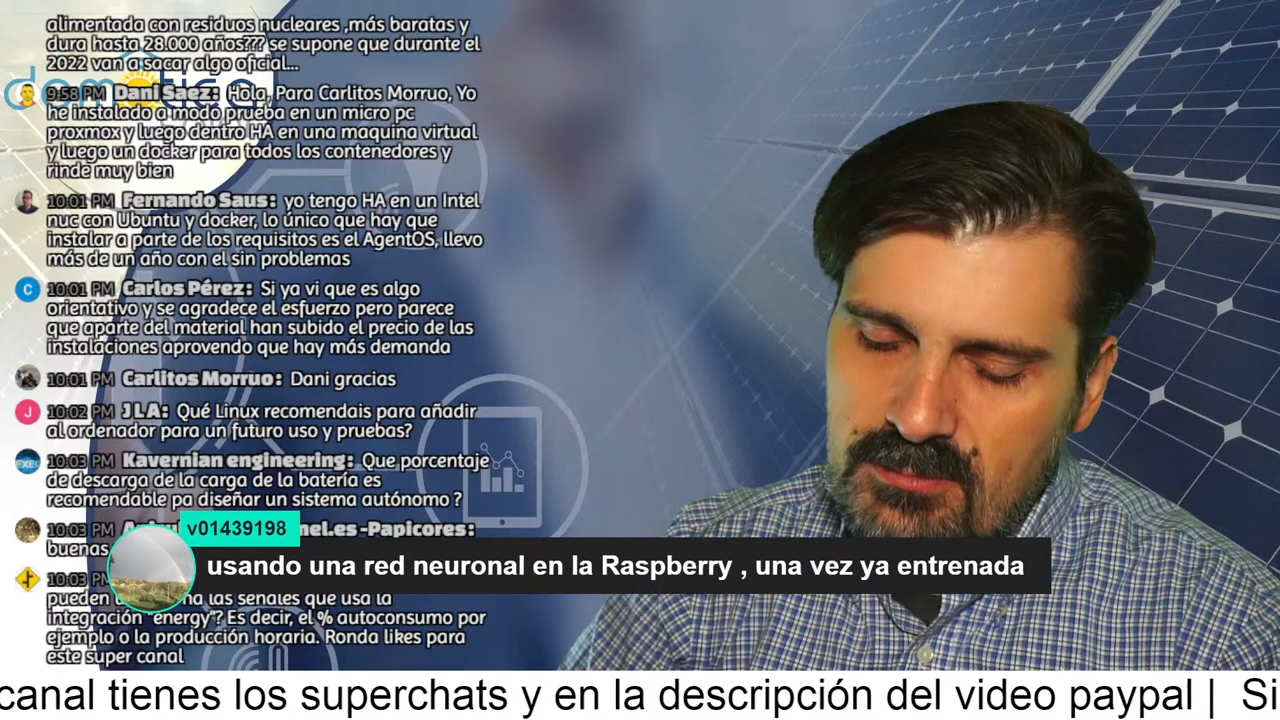 alimentada con residuos nucleares ,más baratas y
dura hasta 28.000 años??? se supone que durante el
2022 van a sacar algo oficial...
9:58 PM Dani Saez: Hola, Para Carlitos Morruo, Yo
he instalado a modo prueba en un micro pc
proxmox y luego dentro HA en una maquina virtual
y luego un docker para todos los contenedores y
rinde muy bien
10:01 PM Fernando Saus: yo tengo HA en un Intel
nuc con Ubuntu y docker, lo único que hay que
instalar a parte de los requisitos es el AgentOS, llevo
más de un año con el sin problemas
C 10:01 PM Carlos Pérez: Si ya vi que es algo
orientativo y se agradece el esfuerzo pero parece
que aparte del material han subido el precio de las
instalaciones aprovendo que hay más demanda
10:01 PM Carlitos Morruo: Dani gracias
J 10:02 PM JLA: Qué Linux recomendais para añadir
al ordenador para un futuro uso y pruebas?
10:03 PM Kavernian engineering: Que porcentaje
de descarga de la carga de la batería es
recomendable pa diseñar un sistema autónomo ?
10:03 PM nel.es -Papicores:
buenas
v01439198
usando una red neuronal en la Raspberry , una vez ya entrenada
10:03 PM
pueden las señales que usa la
integración "energy"? Es decir, el % autoconsumo por
ejemplo o la producción horaria. Ronda likes para
este super canal
canal tienes los superchats y en la descripción del video paypal | Si